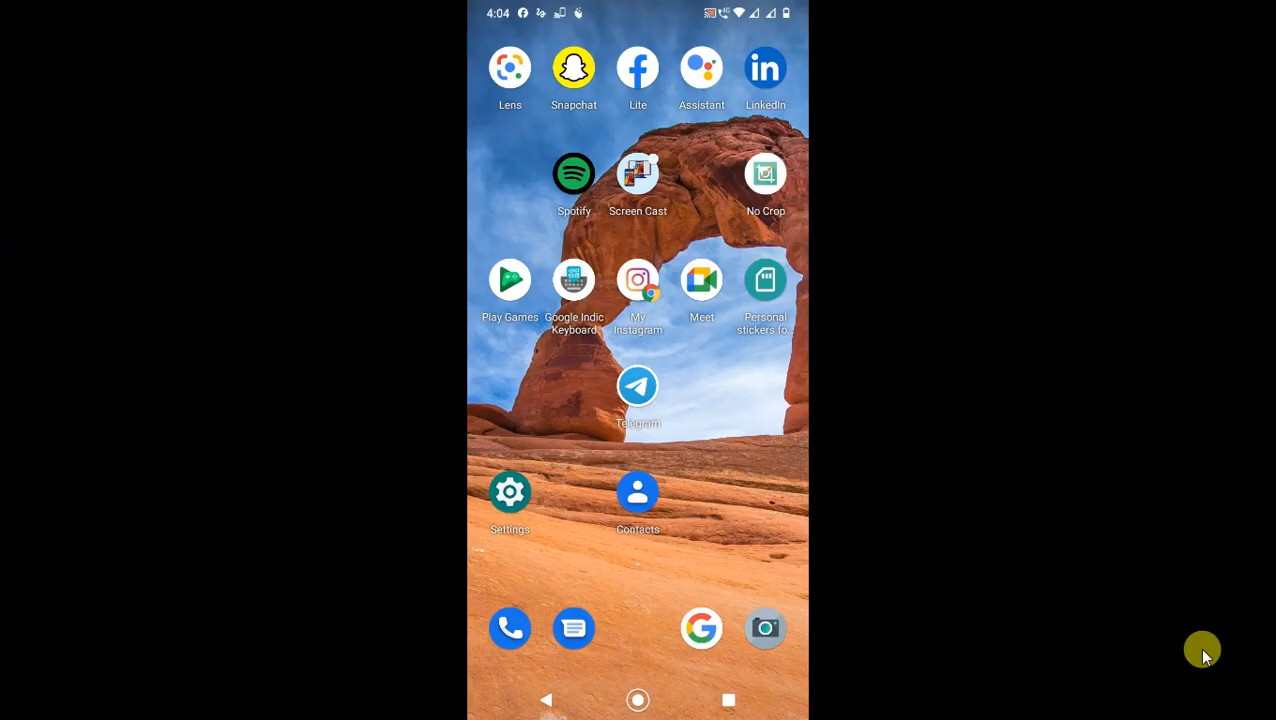 4:04
4G
Lens
Snapchat
Lite
Assistant
LinkedIn
Spotify
Screen Cast
No Crop
Play Games
Google Indic
Keyboard
My
Instagram
Meet
Personal
stickers fo...
Telegram
Settings
Contacts